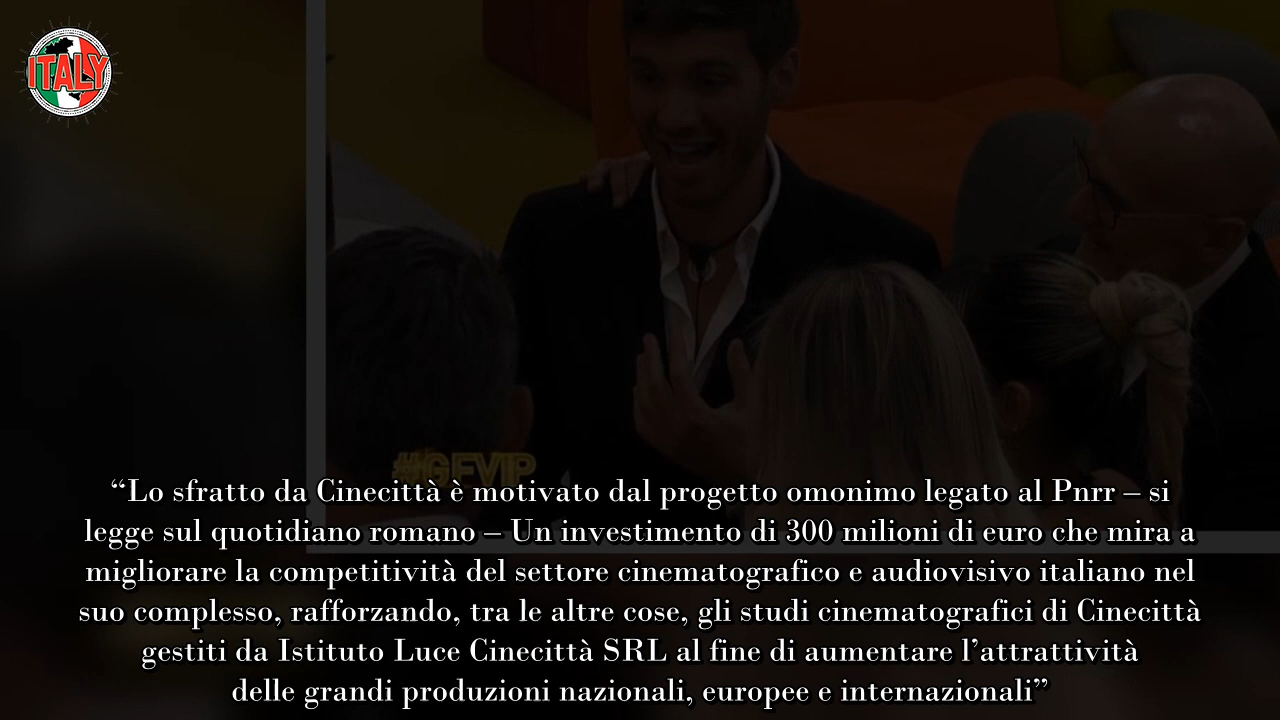 ITALY
#GFVIP
“Lo sfratto da Cinecittà è motivato dal progetto omonimo legato al Pnrr – si
legge sul quotidiano romano – Un investimento di 300 milioni di euro che mira a
migliorare la competitività del settore cinematografico e audiovisivo italiano nel
suo complesso, rafforzando, tra le altre cose, gli studi cinematografici di Cinecittà
gestiti da Istituto Luce Cinecittà SRL al fine di aumentare l’attrattività
delle grandi produzioni nazionali, europee e internazionali”